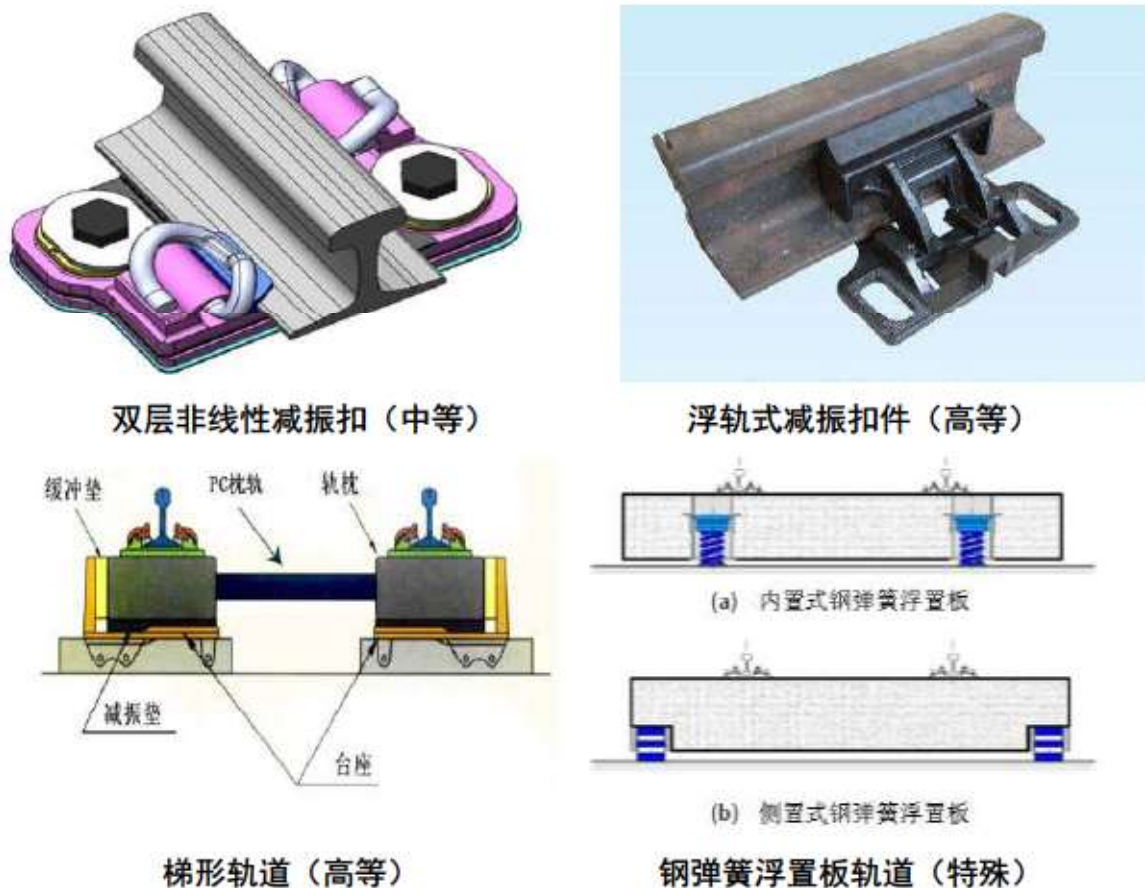 双层非线性减振扣（中等）
浮轨式减振扣件（高等）
缓冲垫
PC枕轨
轨枕
减振垫
台座
(a) 内置式钢弹簧浮置板
(b) 侧置式钢弹簧浮置板
梯形轨道（高等）
钢弹簧浮置板轨道（特殊）